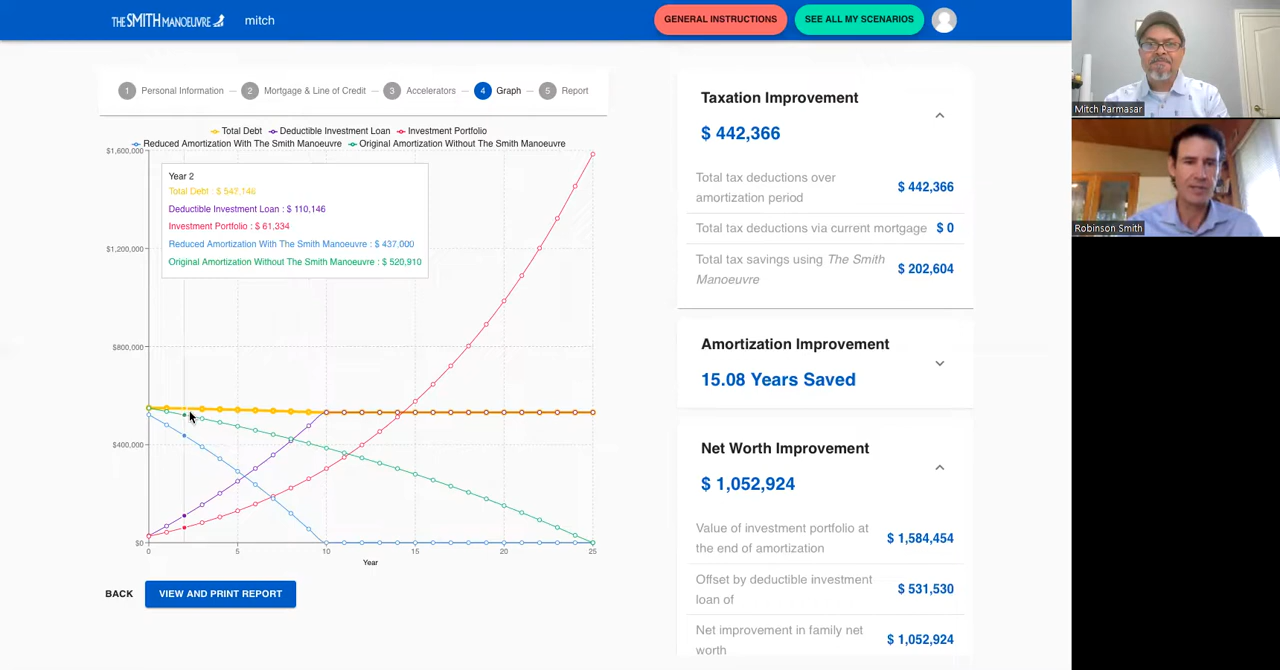 THE SMITH MANOEUVRE mitch
GENERAL INSTRUCTIONS SEE ALL MY SCENARIOS
1 Personal Information 2 Mortgage & Line of Credit 3 Accelerators 4 Graph 5 Report
Total Debt Deductible Investment Loan Investment Portfolio
Reduced Amortization With The Smith Manoeuvre Original Amortization Without The Smith Manoeuvre
$1,600,000
$1,200,000
$800,000
$400,000
$0
Year 2
Total Debt : $ 547,146
Deductible Investment Loan : $ 110,146
Investment Portfolio : $ 61,334
Reduced Amortization With The Smith Manoeuvre : $ 437,000
Original Amortization Without The Smith Manoeuvre : $ 520,910
0 5 10 15 20 25
Year
BACK VIEW AND PRINT REPORT
Taxation Improvement
$ 442,366
Total tax deductions over
amortization period
$ 442,366
Total tax deductions via current mortgage $ 0
Total tax savings using The Smith
Manoeuvre
$ 202,604
Amortization Improvement
15.08 Years Saved
Net Worth Improvement
$ 1,052,924
Value of investment portfolio at
the end of amortization
$ 1,584,454
Offset by deductible investment
loan of
$ 531,530
Net improvement in family net
worth
$ 1,052,924
Mitch Parmasar
Robinson Smith